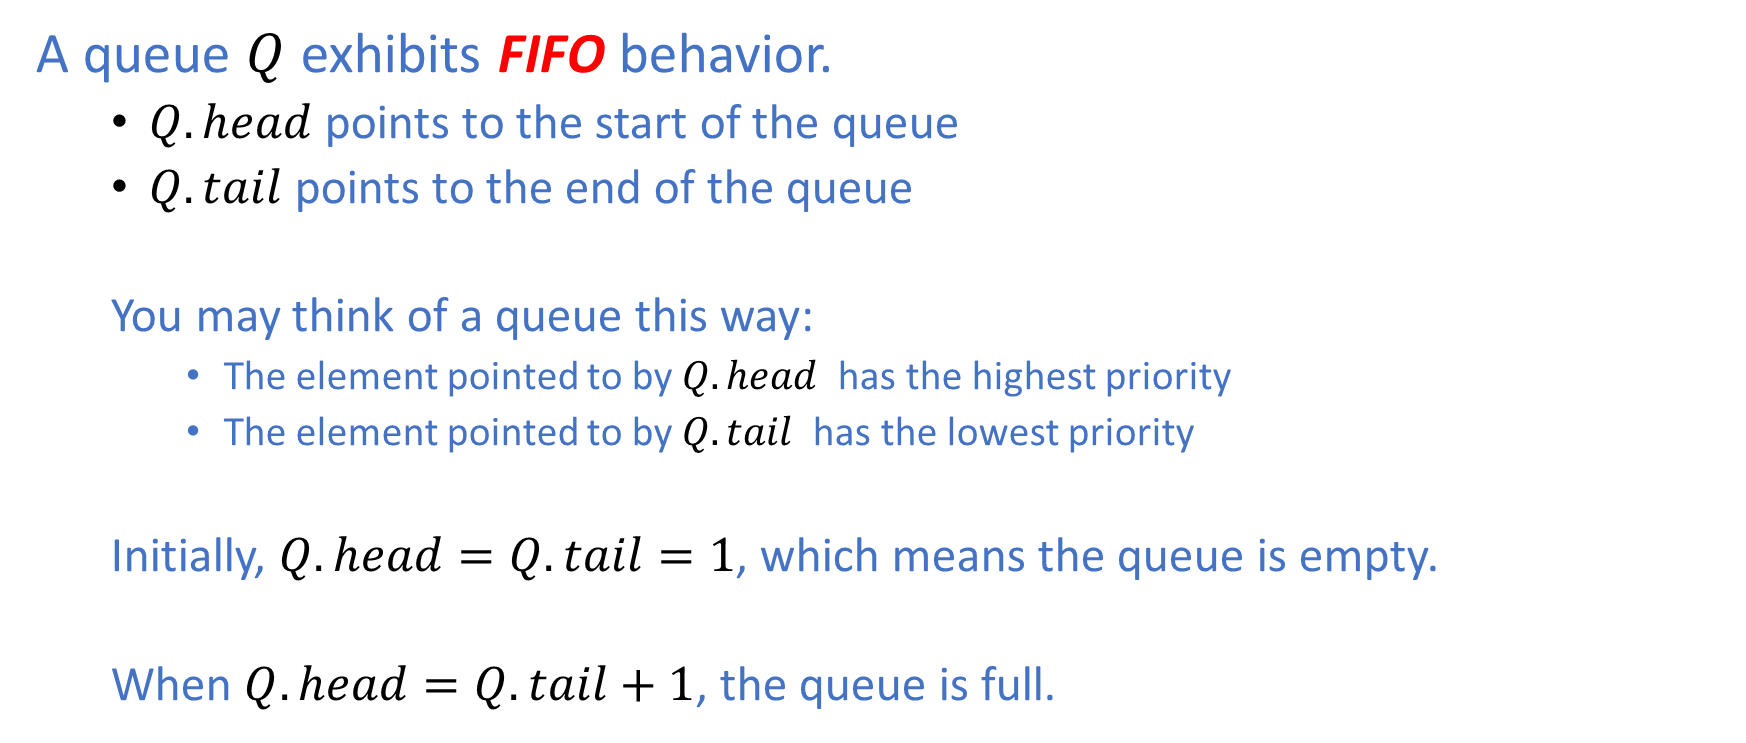 A queue Q exhibits FIFO behavior.
• Q.head points to the start of the queue
• Q.tail points to the end of the queue
You may think of a queue this way:
• The element pointed to by Q.head has the highest priority
• The element pointed to by Q.tail has the lowest priority
Initially, Q.head = Q.tail = 1, which means the queue is empty.
When Q.head = Q.tail + 1, the queue is full.